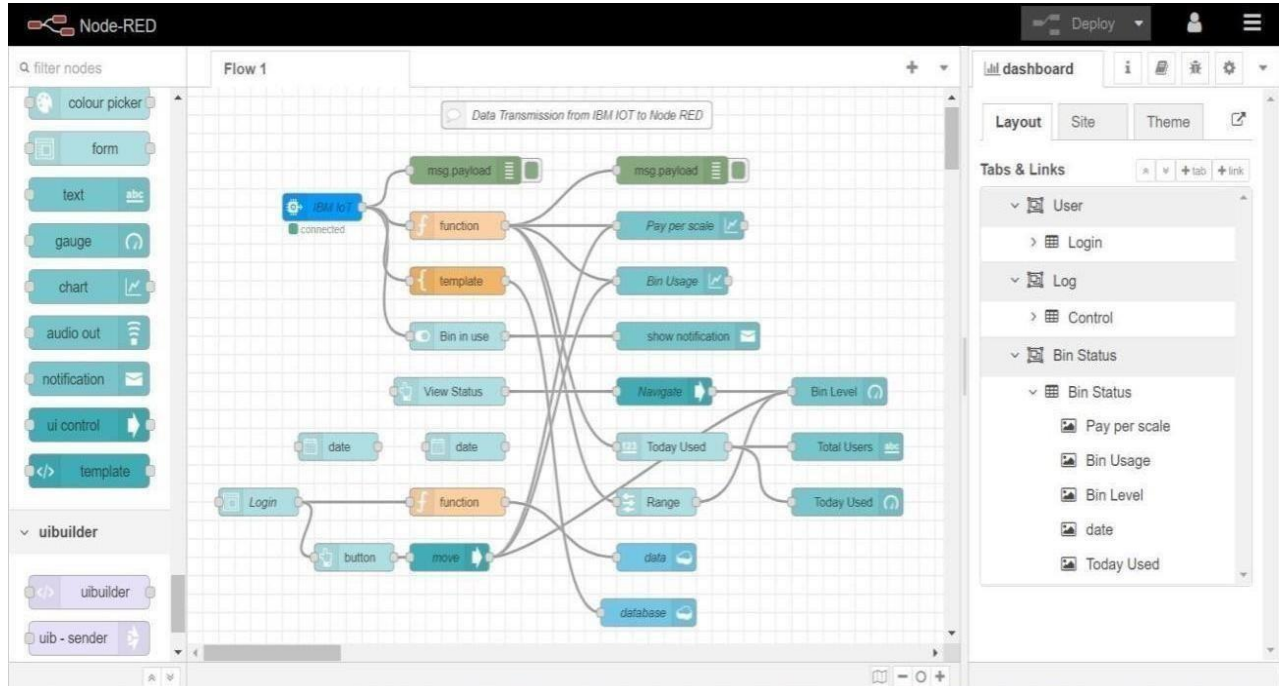 Node-RED
Deploy
filter nodes
Flow 1
dashboard
i
colour picker
form
text
abc
gauge
chart
audio out
notification
ui control
template
uibuilder
uibuilder
uib - sender
Data Transmission from IBM IOT to Node RED
msg.payload
msg.payload
IBM IoT
connected
function
Pay per scale
template
Bin Usage
Bin in use
show notification
View Status
Navigate
Bin Level
date
date
123
Today Used
Total Users
abc
Login
function
Range
Today Used
button
move
data
database
Layout
Site
Theme
Tabs & Links
+ tab
+ link
User
Login
Log
Control
Bin Status
Bin Status
Pay per scale
Bin Usage
Bin Level
date
Today Used